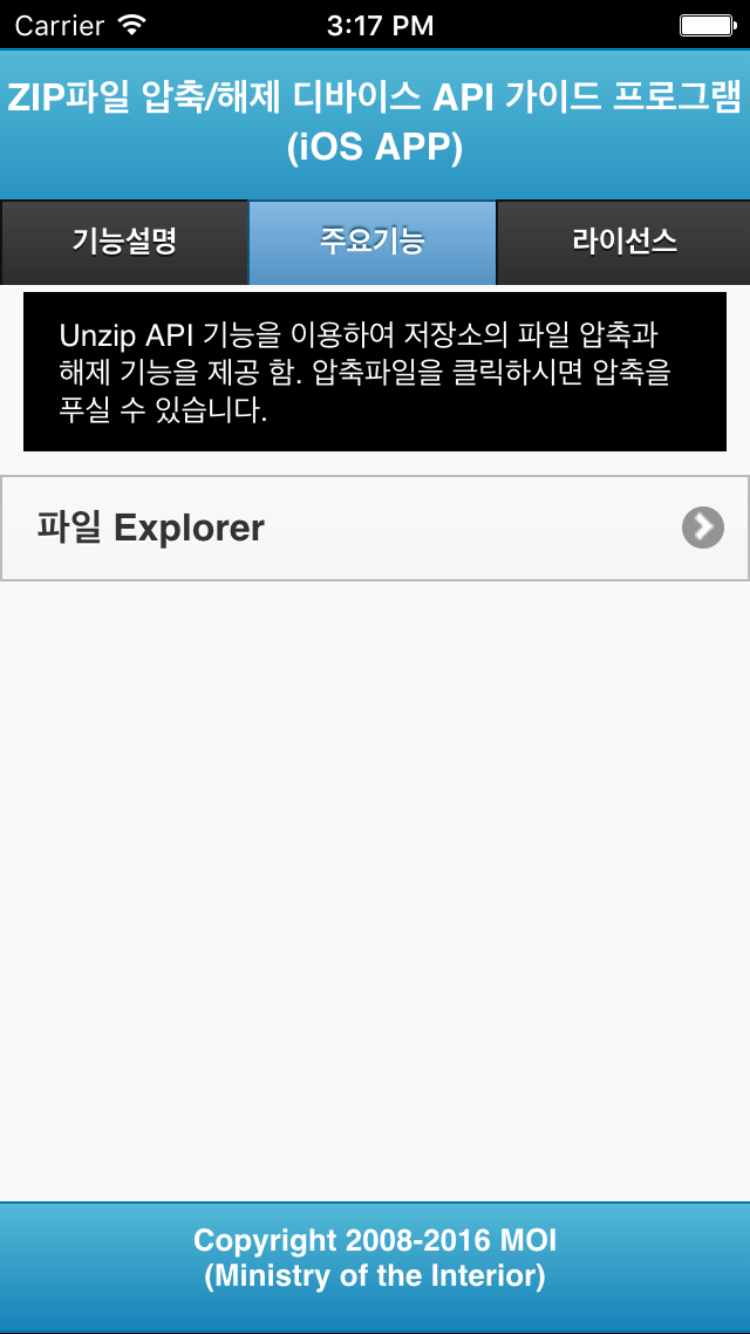 Carrier 3:17 PM
ZIP파일 압축/해제 디바이스 API 가이드 프로그램
(iOS APP)
기능설명 주요기능 라이선스
Unzip API 기능을 이용하여 저장소의 파일 압축과
해제 기능을 제공 함. 압축파일을 클릭하시면 압축을
푸실 수 있습니다.
파일 Explorer
Copyright 2008-2016 MOI
(Ministry of the Interior)